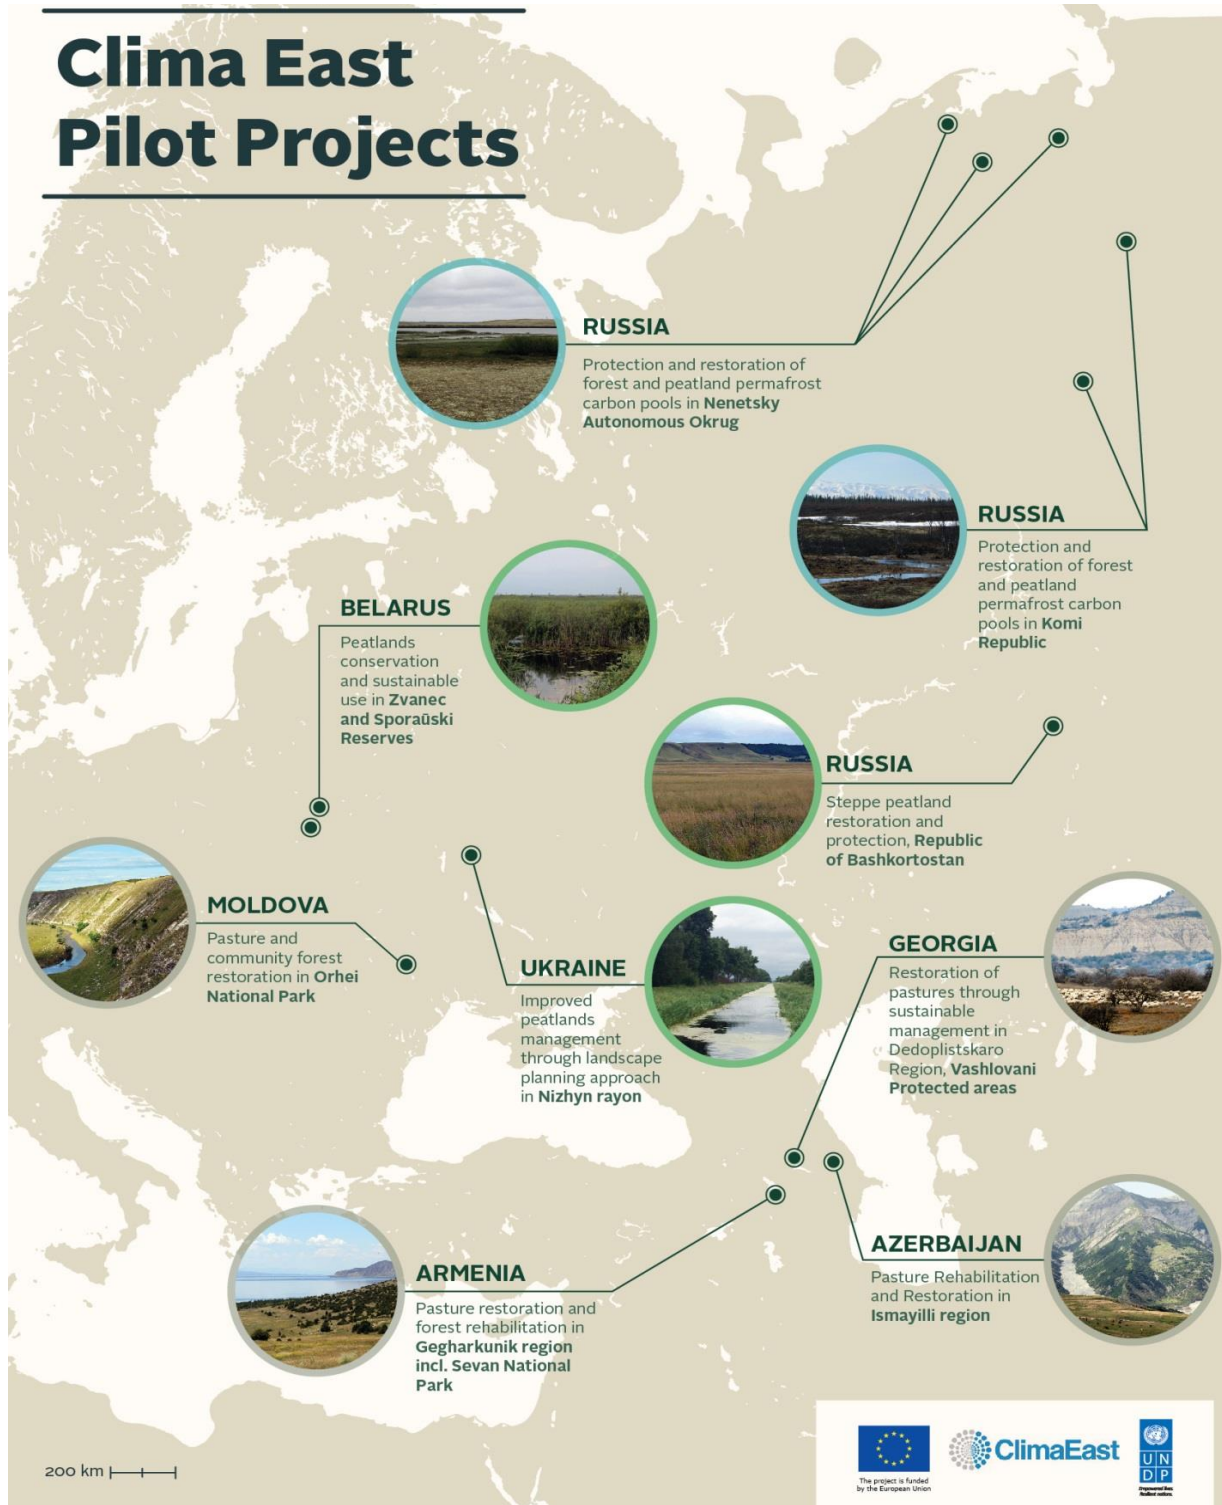 Clima East
Pilot Projects
RUSSIA
Protection and restoration of
forest and peatland permafrost
carbon pools in Nenetsky
Autonomous Okrug
RUSSIA
Protection and
restoration of forest
and peatland
permafrost carbon
pools in Komi
Republic
BELARUS
Peatlands
conservation
and sustainable
use in Zvanec
and Sporaŭski
Reserves
RUSSIA
Steppe peatland
restoration and
protection, Republic
of Bashkortostan
MOLDOVA
Pasture and
community forest
restoration in Orhei
National Park
UKRAINE
Improved
peatlands
management
through landscape
planning approach
in Nizhyn rayon
GEORGIA
Restoration of
pastures through
sustainable
management in
Dedoplistskaro
Region, Vashlovani
Protected areas
AZERBAIJAN
Pasture Rehabilitation
and Restoration in
Ismayilli region
ARMENIA
Pasture restoration and
forest rehabilitation in
Gegharkunik region
incl. Sevan National
Park
200 km
The project is funded
by the European Union
ClimaEast
U N
D P
Empowered lives.
Resilient nations.